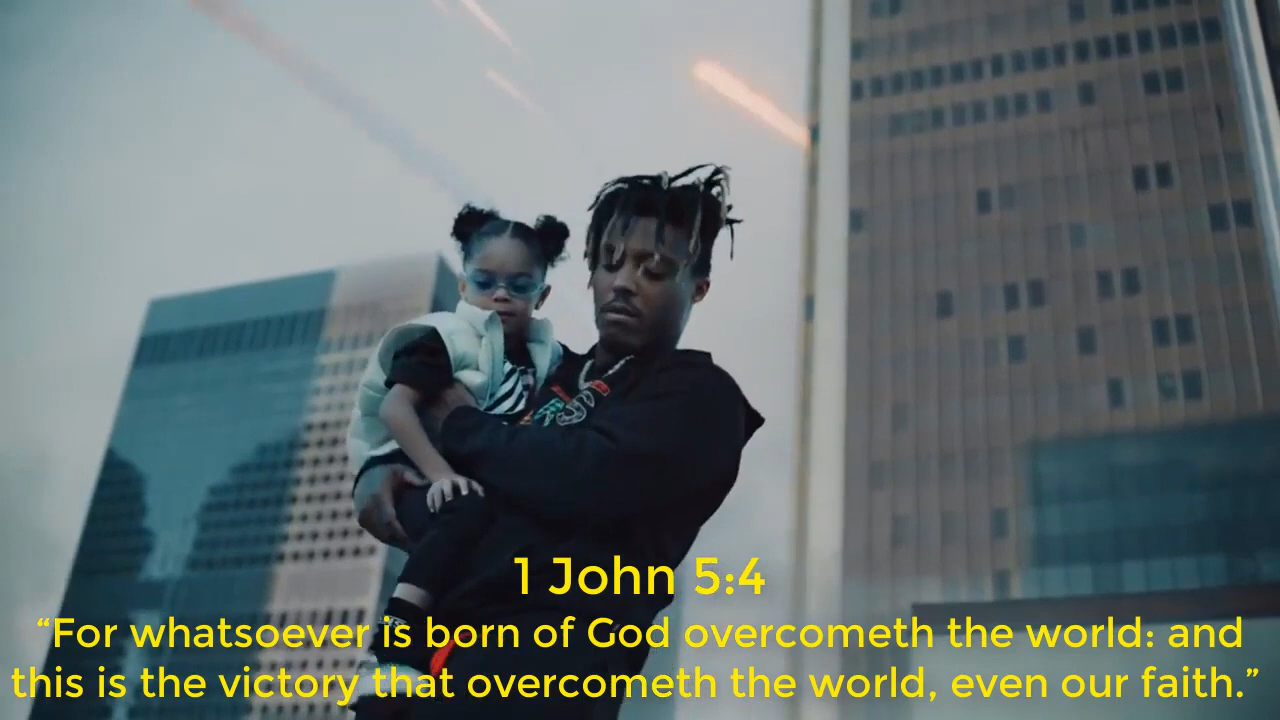 1 John 5:4
“For whatsoever is born of God overcometh the world: and
this is the victory that overcometh the world, even our faith.”